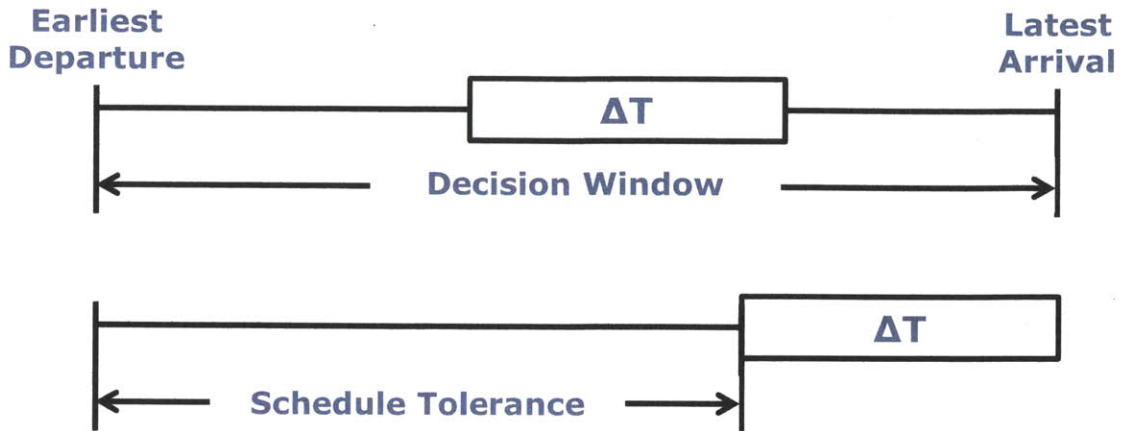 Earliest
Departure
Latest
Arrival
ΔT
Decision Window
ΔT
Schedule Tolerance